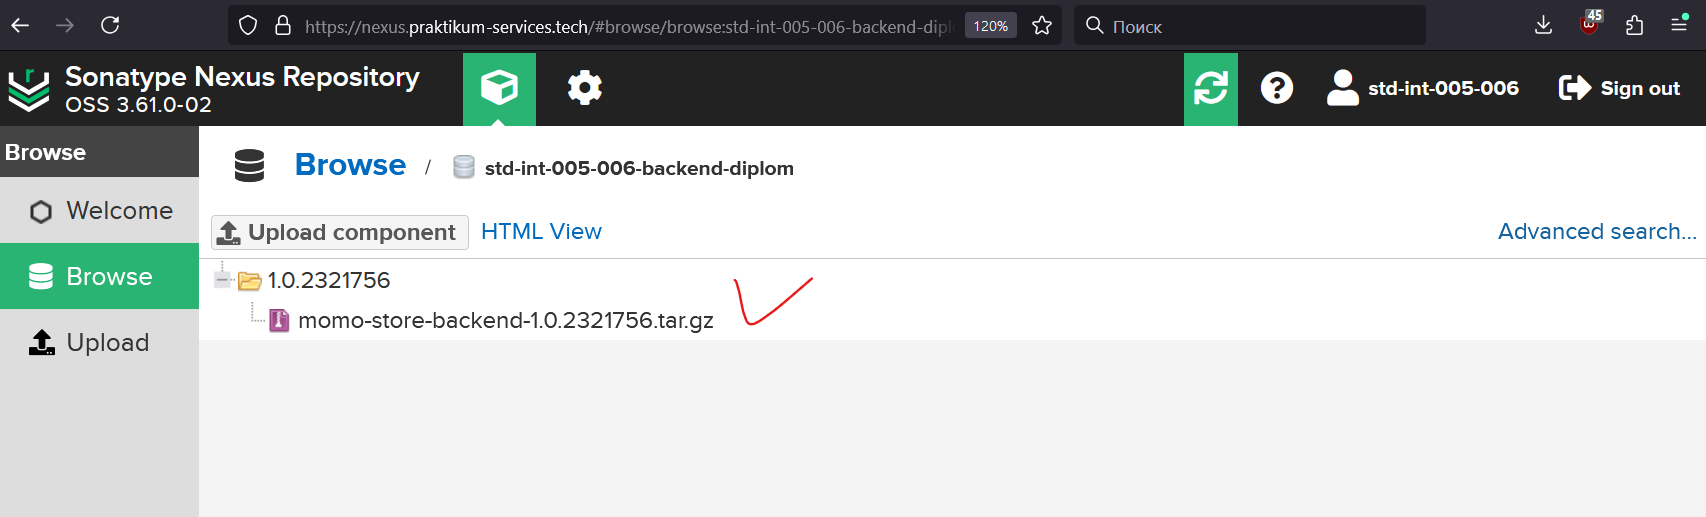 https://nexus.praktikum-services.tech/#browse/browse:std-int-005-006-backend-dipl
120%
Поиск
45
Sonatype Nexus Repository
OSS 3.61.0-02
std-int-005-006
Sign out
Browse
Browse / std-int-005-006-backend-diplom
Welcome
Upload component
HTML View
Advanced search...
Browse
1.0.2321756
momo-store-backend-1.0.2321756.tar.gz
Upload